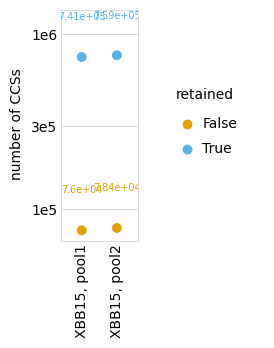 7.41e+05 7.59e+05
1e6
3e5
1e5
7.6e+04 7.84e+04
number of CCSs
XBB15, pool1
XBB15, pool2
retained
False
True